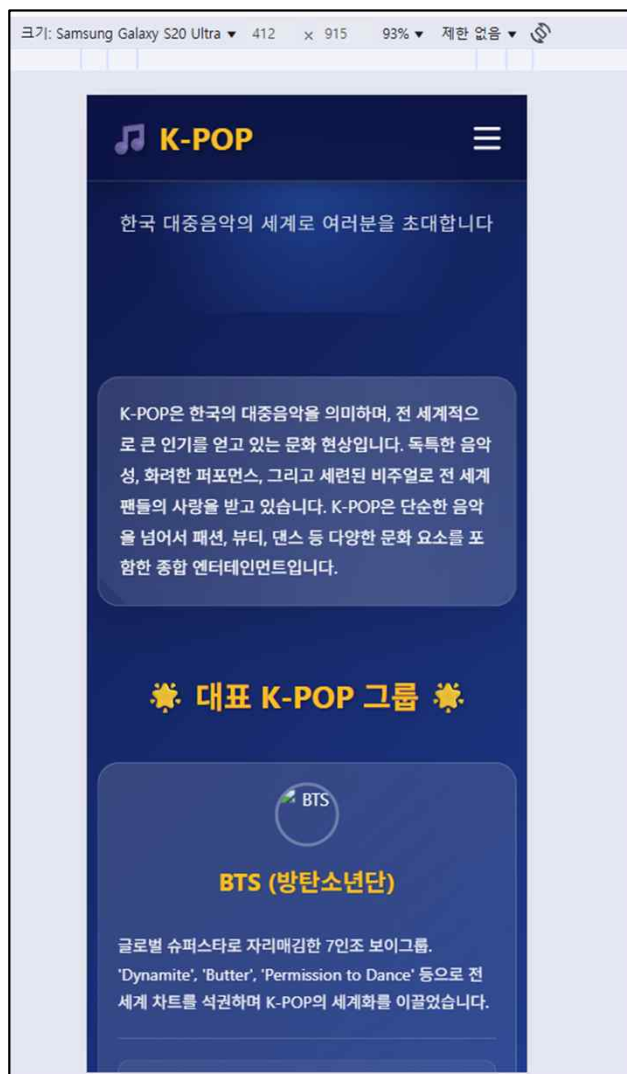 크기: Samsung Galaxy S20 Ultra ▼ 412 × 915 93% ▼ 제한 없음 ▼
K-POP
한국 대중음악의 세계로 여러분을 초대합니다
K-POP은 한국의 대중음악을 의미하며, 전 세계적으
로 큰 인기를 얻고 있는 문화 현상입니다. 독특한 음악
성, 화려한 퍼포먼스, 그리고 세련된 비주얼로 전 세계
팬들의 사랑을 받고 있습니다. K-POP은 단순한 음악
을 넘어서 패션, 뷰티, 댄스 등 다양한 문화 요소를 포
함한 종합 엔터테인먼트입니다.
대표 K-POP 그룹
BTS
BTS (방탄소년단)
글로벌 슈퍼스타로 자리매김한 7인조 보이그룹.
'Dynamite', 'Butter', 'Permission to Dance' 등으로 전
세계 차트를 석권하며 K-POP의 세계화를 이끌었습니다.